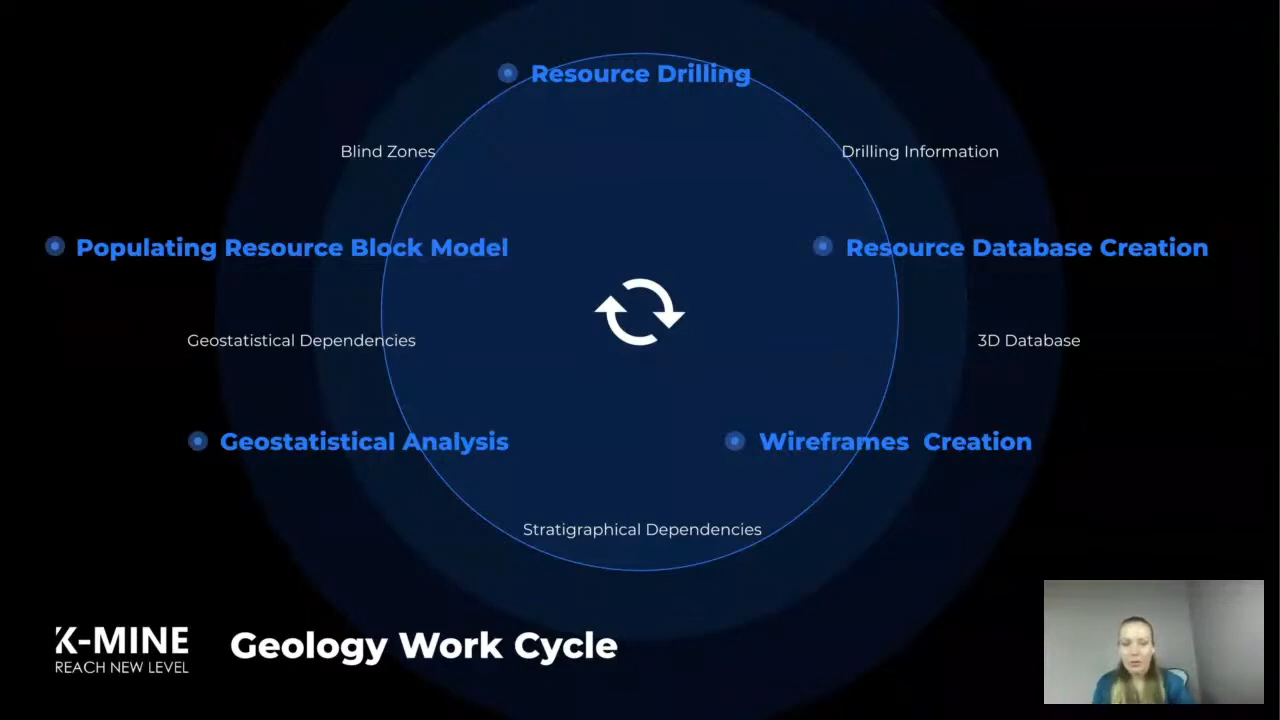 Resource Drilling
Blind Zones
Drilling Information
Populating Resource Block Model
Resource Database Creation
Geostatistical Dependencies
3D Database
Geostatistical Analysis
Wireframes Creation
Stratigraphical Dependencies
K-MINE
REACH NEW LEVEL
Geology Work Cycle